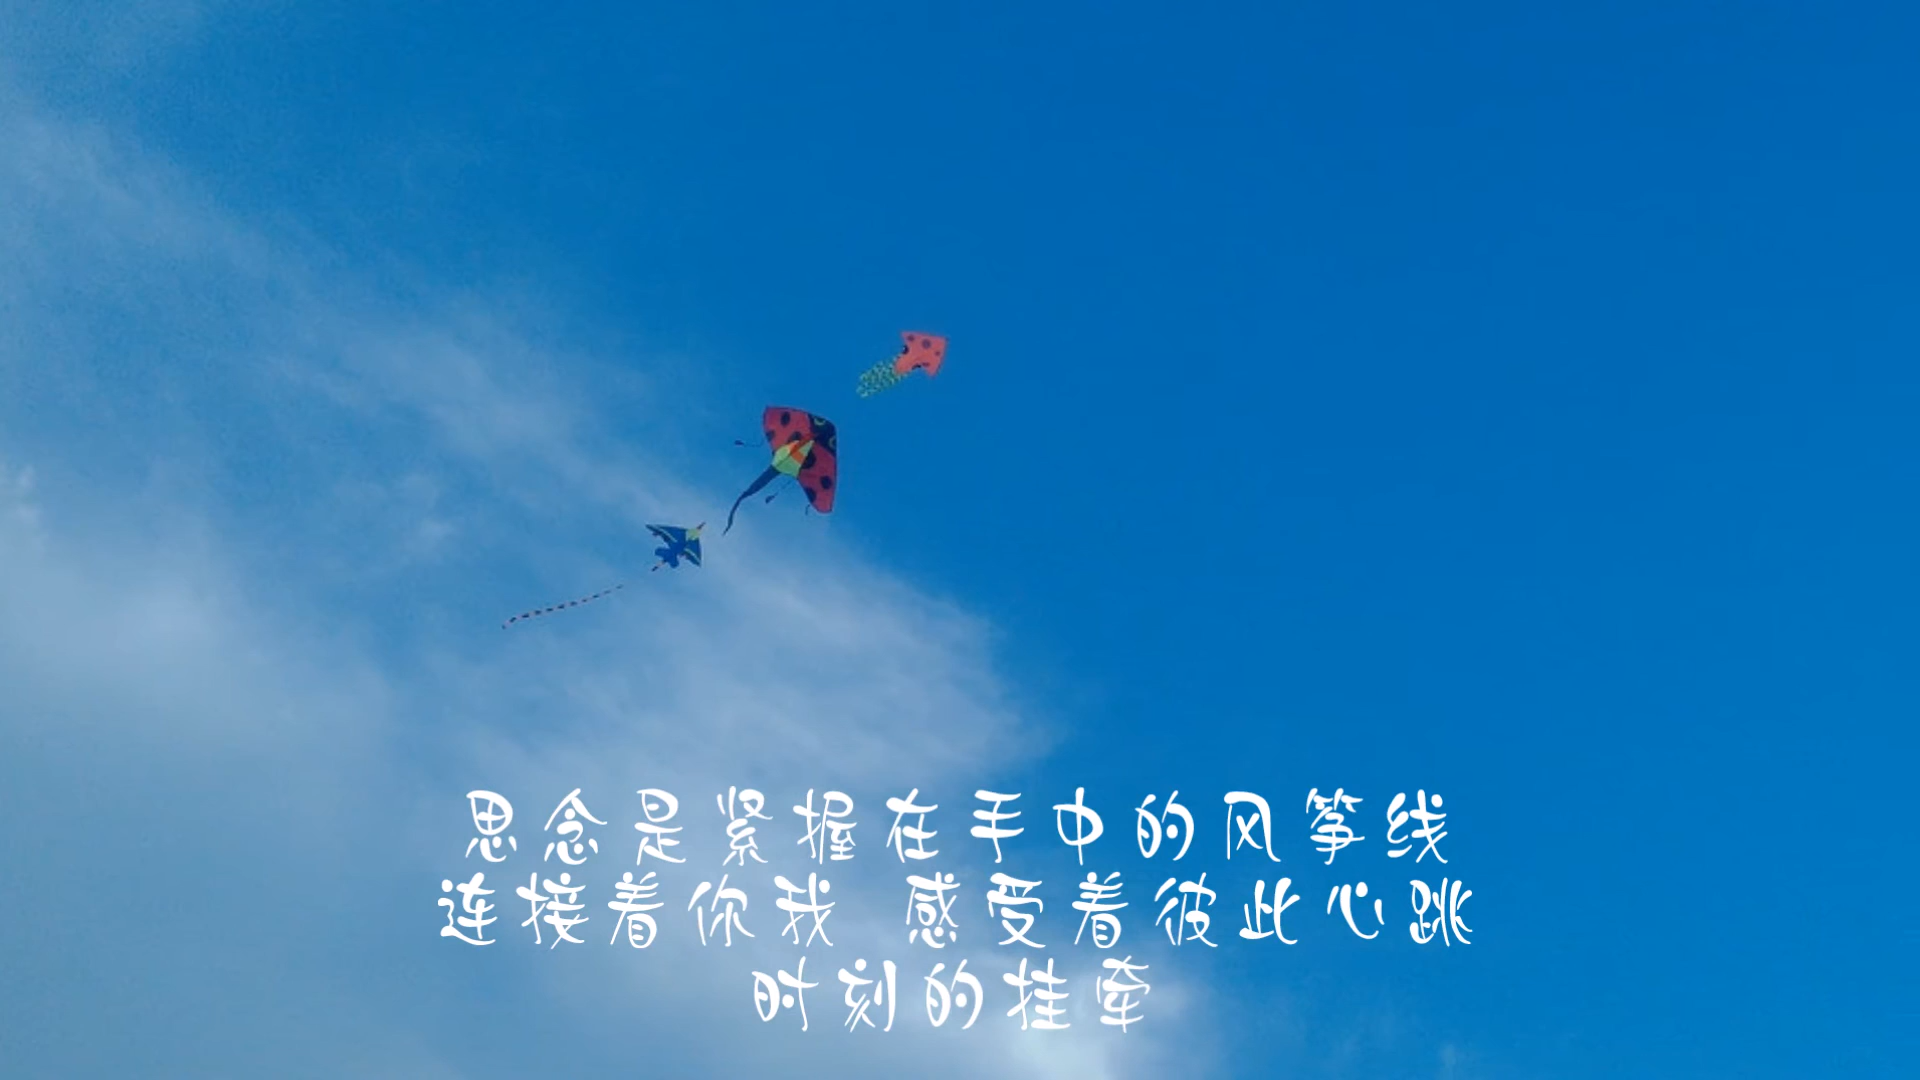 思念是紧握在手中的风筝线
连接着你我 感受着彼此心跳
时刻的挂牵